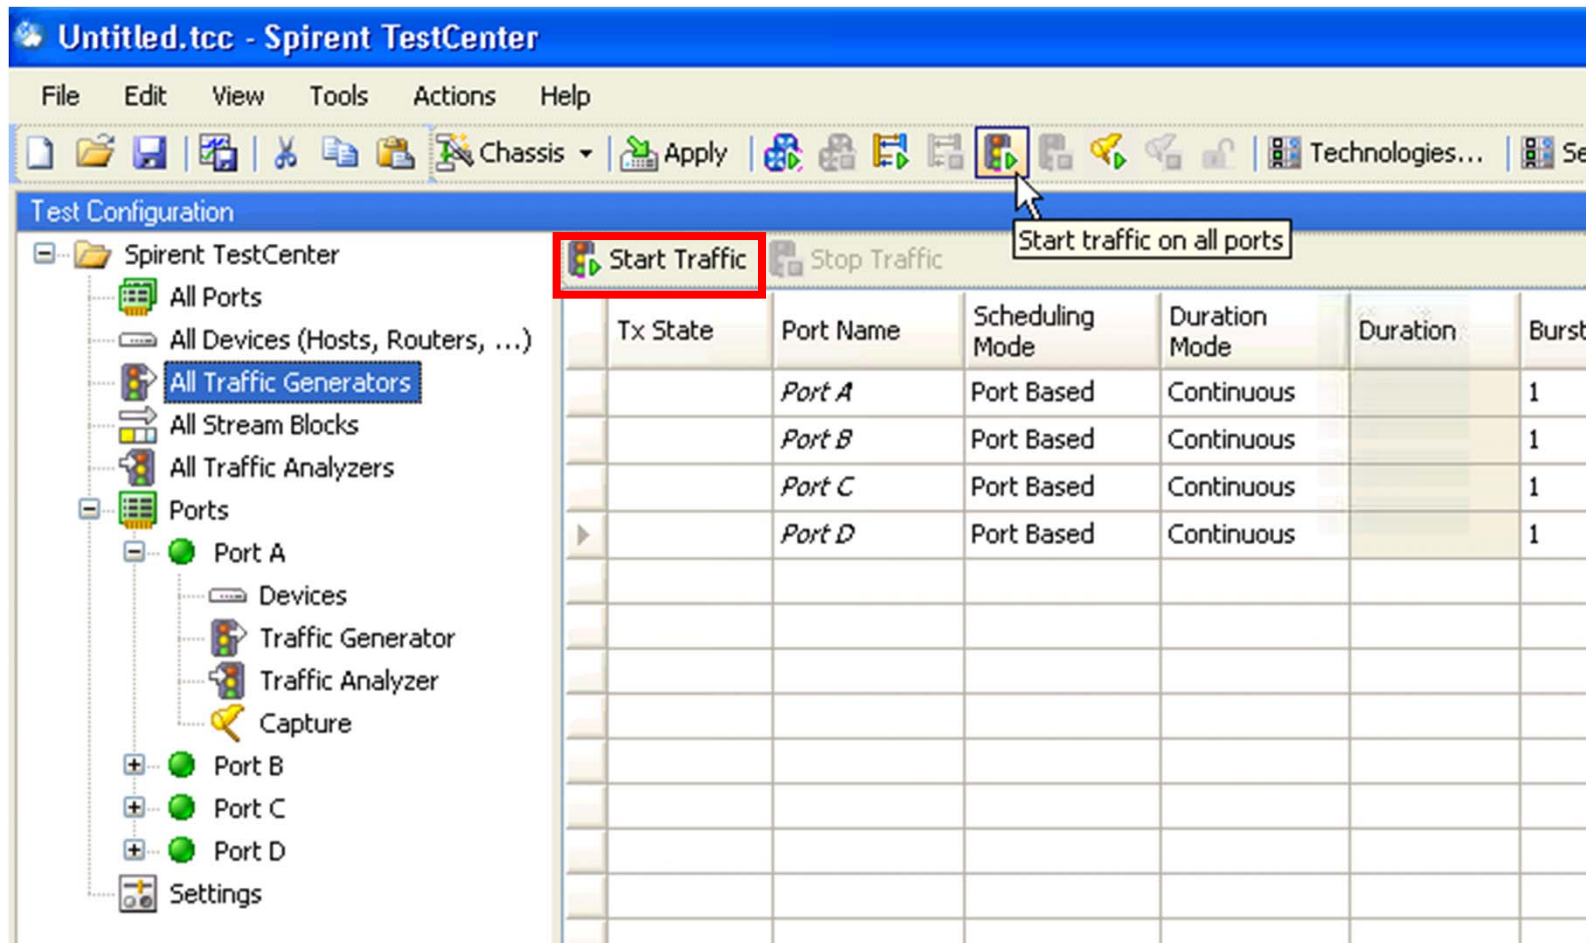 Untitled.tcc - Spirent TestCenter
File Edit View Tools Actions Help
Chassis Apply Technologies... Se
Test Configuration
Start traffic on all ports
Spirent TestCenter
All Ports
All Devices (Hosts, Routers, ...)
All Traffic Generators
All Stream Blocks
All Traffic Analyzers
Ports
Port A
Devices
Traffic Generator
Traffic Analyzer
Capture
Port B
Port C
Port D
Settings
Start Traffic Stop Traffic
Tx State Port Name Scheduling Mode Duration Mode Duration Burst
Port A Port Based Continuous 1
Port B Port Based Continuous 1
Port C Port Based Continuous 1
Port D Port Based Continuous 1